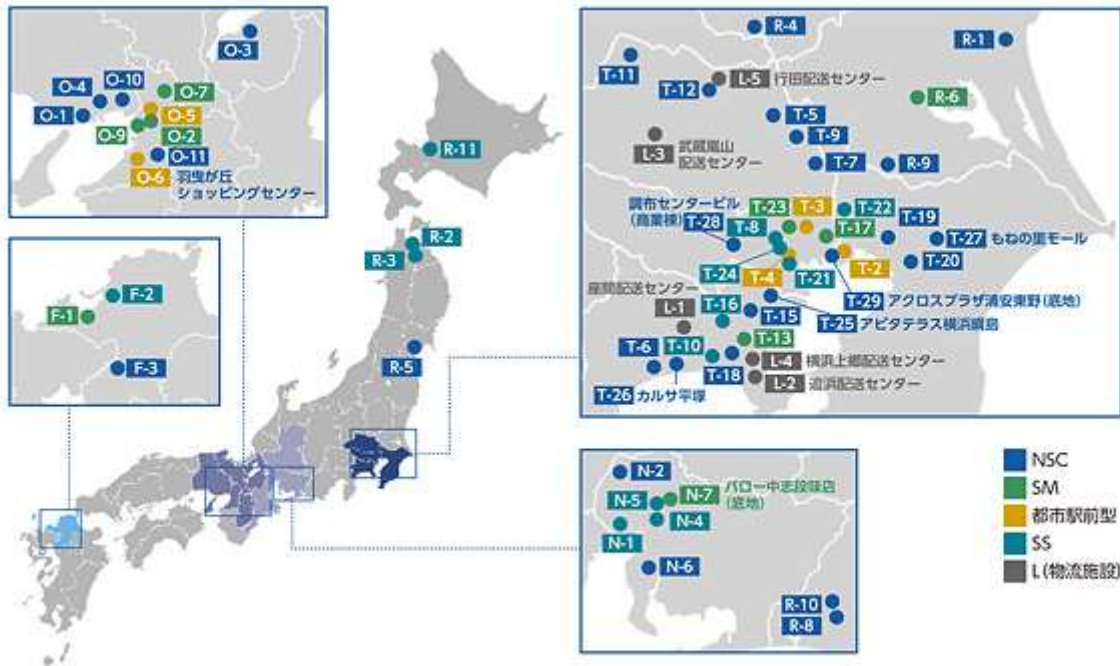 O-3
O-10
O-4
O-7
O-1
O-5
O-9
O-2
O-11
O-6
羽曳が丘
ショッピングセンター
F-2
F-1
F-3
R-11
R-2
R-3
R-5
R-4
R-1
T-11
L-5 行田配送センター
T-12
R-6
T-5
T-9
L-3 武蔵嵐山
配送センター
T-7
R-9
調布センタービル
(商業棟)
T-28
T-23
T-3
T-22
T-8
T-17
T-19
T-27 もねの里モール
T-24
T-20
T-4
T-21
T-2
座間配送センター
T-29 アクロスプラザ浦安東野(底地)
L-1
T-16
T-15
T-25 アピタテラス横浜綱島
T-6
T-10
T-13
L-4 横浜上郷配送センター
T-18
L-2 追浜配送センター
T-26 カルサ平塚
N-2
N-5
N-7 バロー中志段味店
(底地)
N-4
N-1
N-6
R-10
R-8
NSC
SM
都市駅前型
SS
L(物流施設)